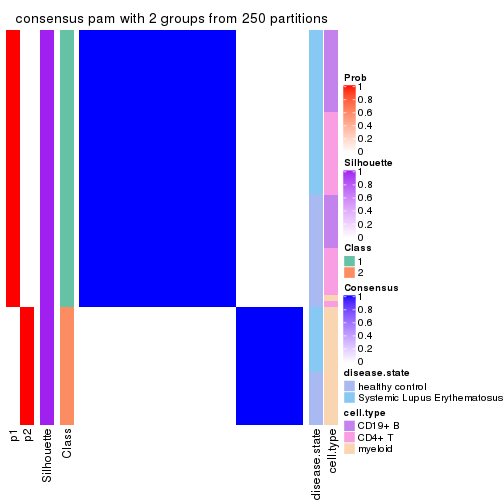 consensus pam with 2 groups from 250 partitions
Prob
1
0.8
0.6
0.4
0.2
0
Silhouette
1
0.8
0.6
0.4
0.2
0
Class
1
2
Consensus
1
0.8
0.6
0.4
0.2
0
disease.state
healthy control
Systemic Lupus Erythematosus
cell.type
CD19+ B
CD4+ T
myeloid
p1
p2
Silhouette
Class
disease.state
cell.type